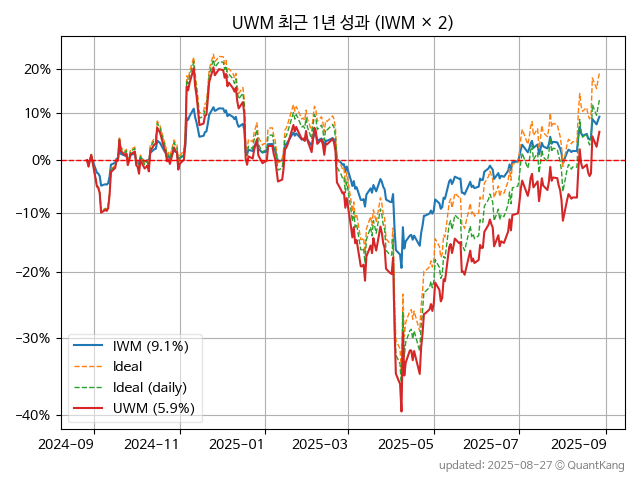 UWM 최근 1년 성과 (IWM × 2)
20%
10%
0%
−10%
−20%
−30%
−40%
IWM (9.1%)
Ideal
Ideal (daily)
UWM (5.9%)
2024-09
2024-11
2025-01
2025-03
2025-05
2025-07
2025-09
updated: 2025-08-27 © QuantKang